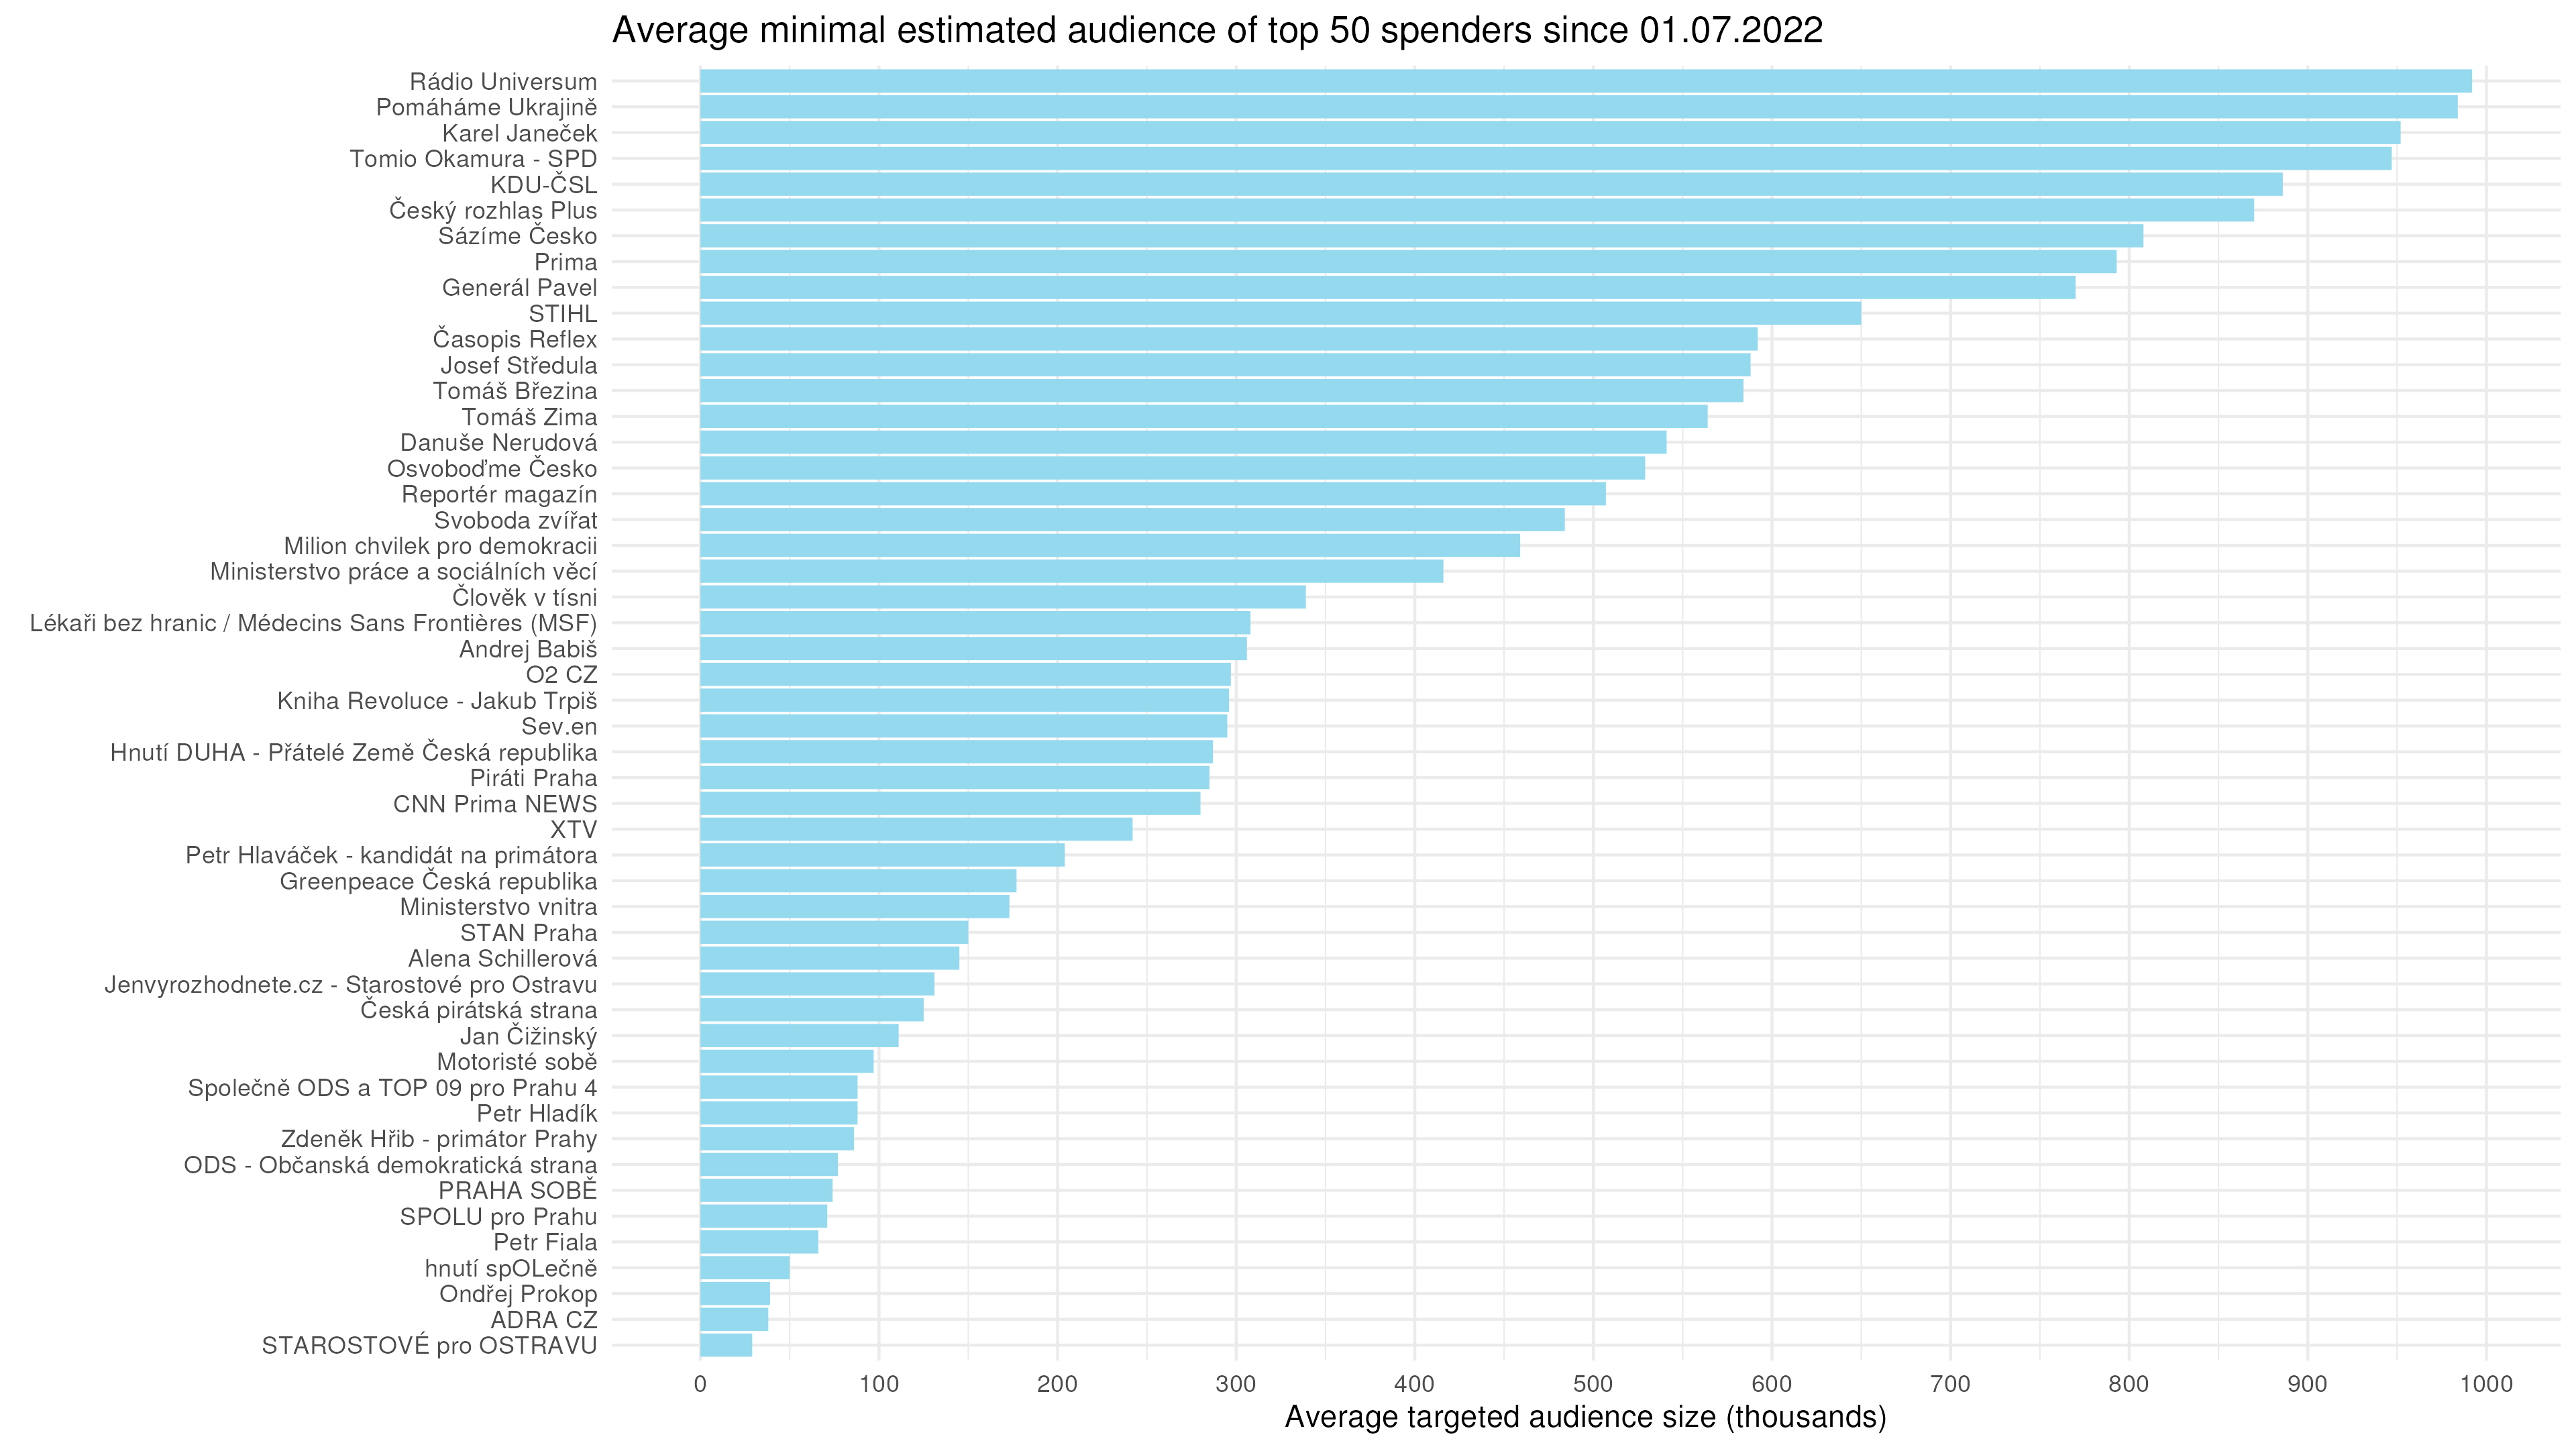 Average minimal estimated audience of top 50 spenders since 01.07.2022
Rádio Universum
Pomáháme Ukrajině
Karel Janeček
Tomio Okamura - SPD
KDU-ČSL
Český rozhlas Plus
Sázíme Česko
Prima
Generál Pavel
STIHL
Časopis Reflex
Josef Středula
Tomáš Březina
Tomáš Zima
Danuše Nerudová
Osvoboďme Česko
Reportér magazín
Svoboda zvířat
Milion chvilek pro demokracii
Ministerstvo práce a sociálních věcí
Člověk v tísni
Lékaři bez hranic / Médecins Sans Frontières (MSF)
Andrej Babiš
O2 CZ
Kniha Revoluce - Jakub Trpiš
Sev.en
Hnutí DUHA - Přátelé Země Česká republika
Piráti Praha
CNN Prima NEWS
XTV
Petr Hlaváček - kandidát na primátora
Greenpeace Česká republika
Ministerstvo vnitra
STAN Praha
Alena Schillerová
Jenvyrozhodnete.cz - Starostové pro Ostravu
Česká pirátská strana
Jan Čižinský
Motoristé sobě
Společně ODS a TOP 09 pro Prahu 4
Petr Hladík
Zdeněk Hřib - primátor Prahy
ODS - Občanská demokratická strana
PRAHA SOBĚ
SPOLU pro Prahu
Petr Fiala
hnutí spOLečně
Ondřej Prokop
ADRA CZ
STAROSTOVÉ pro OSTRAVU
0 100 200 300 400 500 600 700 800 900 1000
Average targeted audience size (thousands)